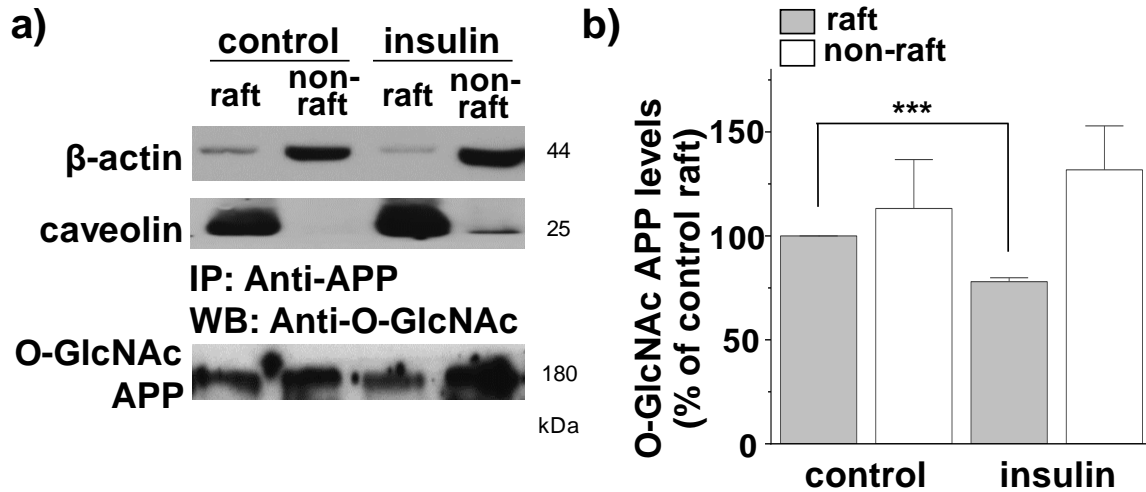 a)
control insulin
raft non-raft raft non-raft
β-actin 44
caveolin 25
IP: Anti-APP
WB: Anti-O-GlcNAc
O-GlcNAc
APP
180
kDa
b)
raft
non-raft
O-GlcNAc APP levels
(% of control raft)
150
100
50
0
***
control insulin